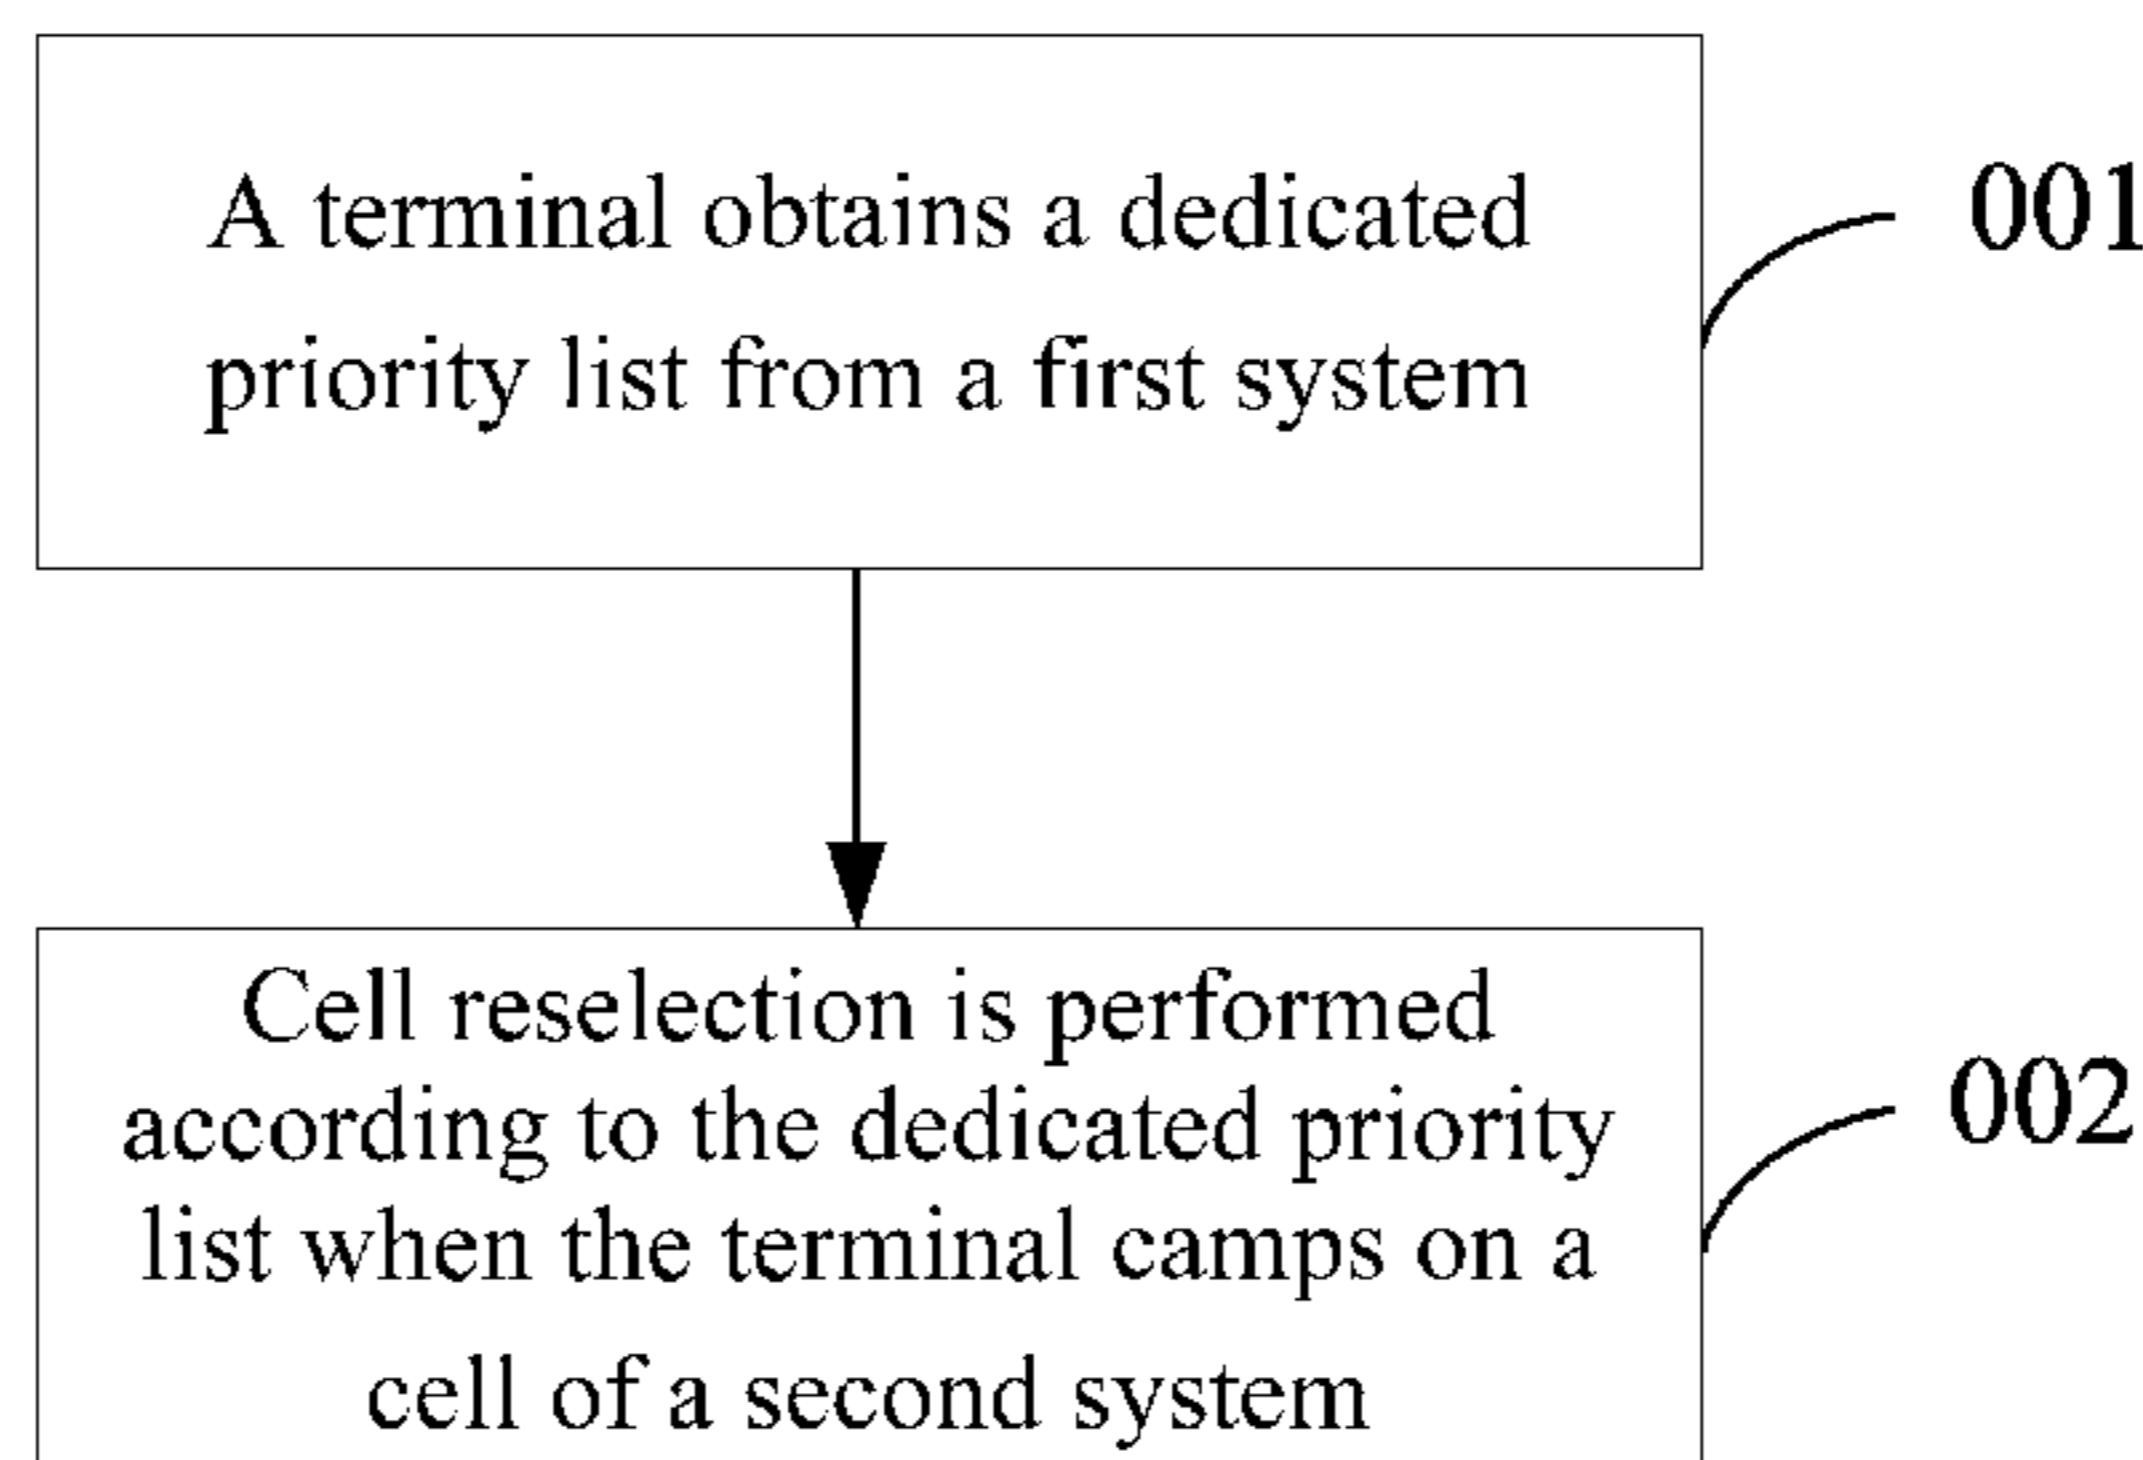 A terminal obtains a dedicated
priority list from a first system
001
Cell reselection is performed
according to the dedicated priority
list when the terminal camps on a
cell of a second system
002